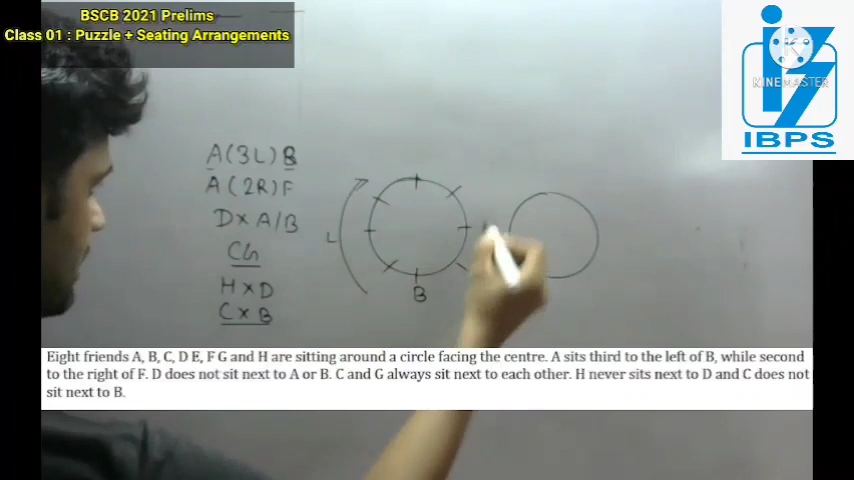 BSCB 2021 Prelims
Class 01 : Puzzle + Seating Arrangements
KINEMASTER
IBPS
A(3L)B
A(2R)F
D× A/B
CG
H×D
C×B
L
B
Eight friends A, B, C, D E, F G and H are sitting around a circle facing the centre. A sits third to the left of B, while second
to the right of F. D does not sit next to A or B. C and G always sit next to each other. H never sits next to D and C does not
sit next to B.